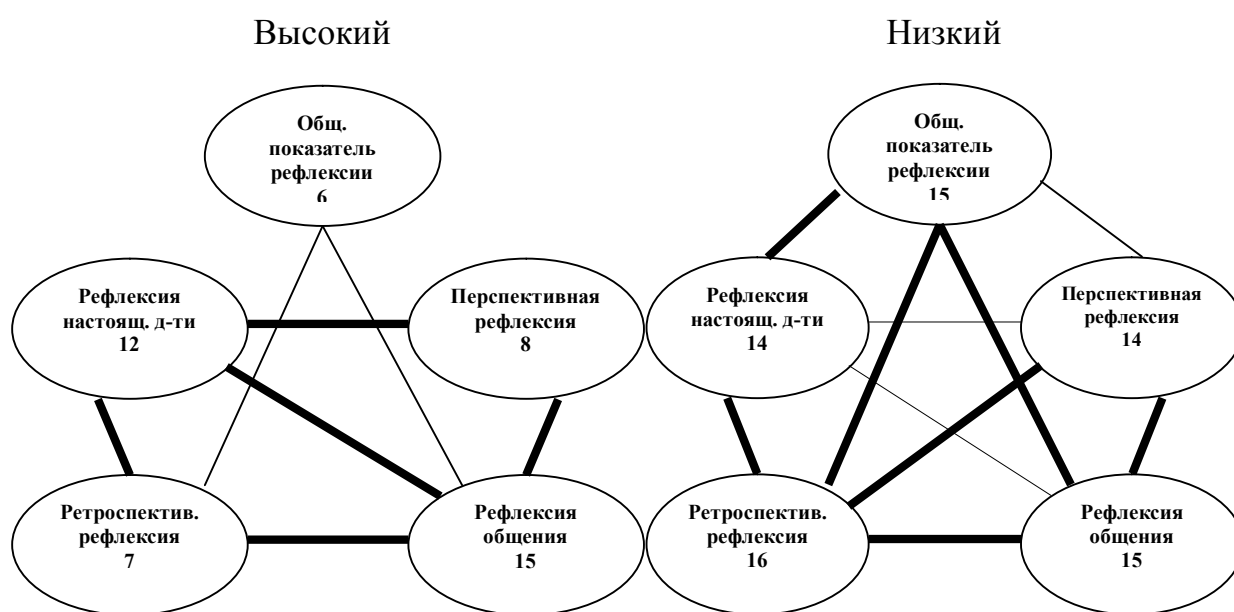 Высокий
Низкий
Общ.
показатель
рефлексии
6
Общ.
показатель
рефлексии
15
Рефлексия
настоящ. д-ти
12
Перспективная
рефлексия
8
Рефлексия
настоящ. д-ти
14
Перспективная
рефлексия
14
Ретроспектив.
рефлексия
7
Рефлексия
общения
15
Ретроспектив.
рефлексия
16
Рефлексия
общения
15